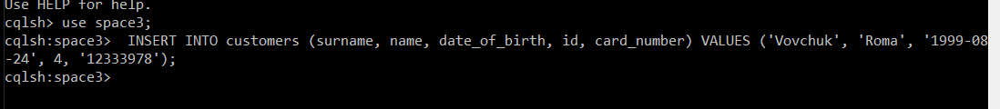 Use HELP for help.
cqlsh> use space3;
cqlsh:space3>  INSERT INTO customers (surname, name, date_of_birth, id, card_number) VALUES ('Vovchuk', 'Roma', '1999-08
-24', 4, '12333978');
cqlsh:space3>